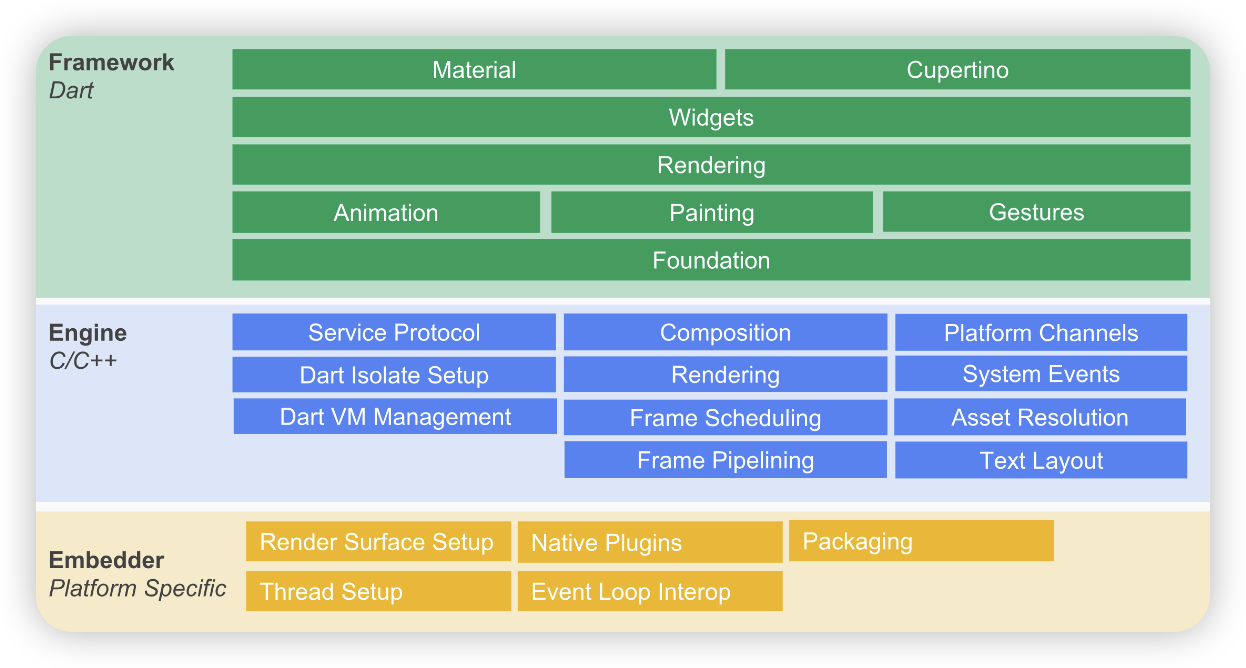 Framework
Dart
Material
Cupertino
Widgets
Rendering
Animation
Painting
Gestures
Foundation
Engine
C/C++
Service Protocol
Composition
Platform Channels
Dart Isolate Setup
Rendering
System Events
Dart VM Management
Frame Scheduling
Asset Resolution
Frame Pipelining
Text Layout
Embedder
Platform Specific
Render Surface Setup
Native Plugins
Packaging
Thread Setup
Event Loop Interop